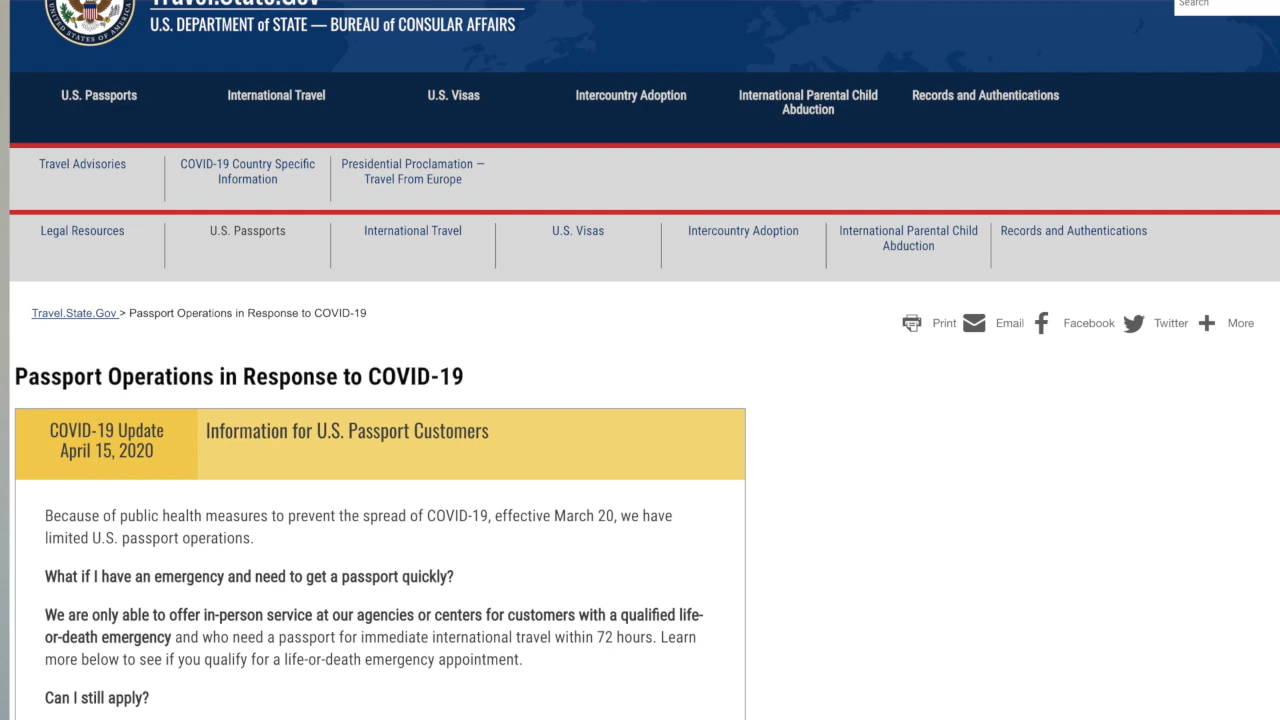 Travel.State.Gov
Search
UNITED STATES OF AMERICA
U.S. DEPARTMENT of STATE — BUREAU of CONSULAR AFFAIRS
U.S. Passports
International Travel
U.S. Visas
Intercountry Adoption
International Parental Child
Abduction
Records and Authentications
Travel Advisories
COVID-19 Country Specific
Information
Presidential Proclamation —
Travel From Europe
Legal Resources
U.S. Passports
International Travel
U.S. Visas
Intercountry Adoption
International Parental Child
Abduction
Records and Authentications
Travel.State.Gov > Passport Operations in Response to COVID-19
Print
Email
Facebook
Twitter
More
Passport Operations in Response to COVID-19
COVID-19 Update
April 15, 2020
Information for U.S. Passport Customers
Because of public health measures to prevent the spread of COVID-19, effective March 20, we have
limited U.S. passport operations.
What if I have an emergency and need to get a passport quickly?
We are only able to offer in-person service at our agencies or centers for customers with a qualified life-
or-death emergency and who need a passport for immediate international travel within 72 hours. Learn
more below to see if you qualify for a life-or-death emergency appointment.
Can I still apply?